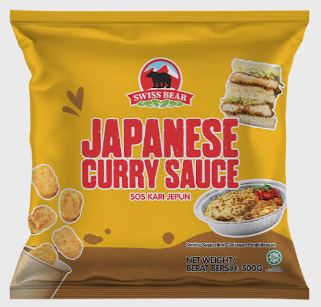 SWISS BEAR
JAPANESE
CURRY SAUCE
SOS KARI JEPUN
NET WEIGHT/
BERAT BERSIH: 500G